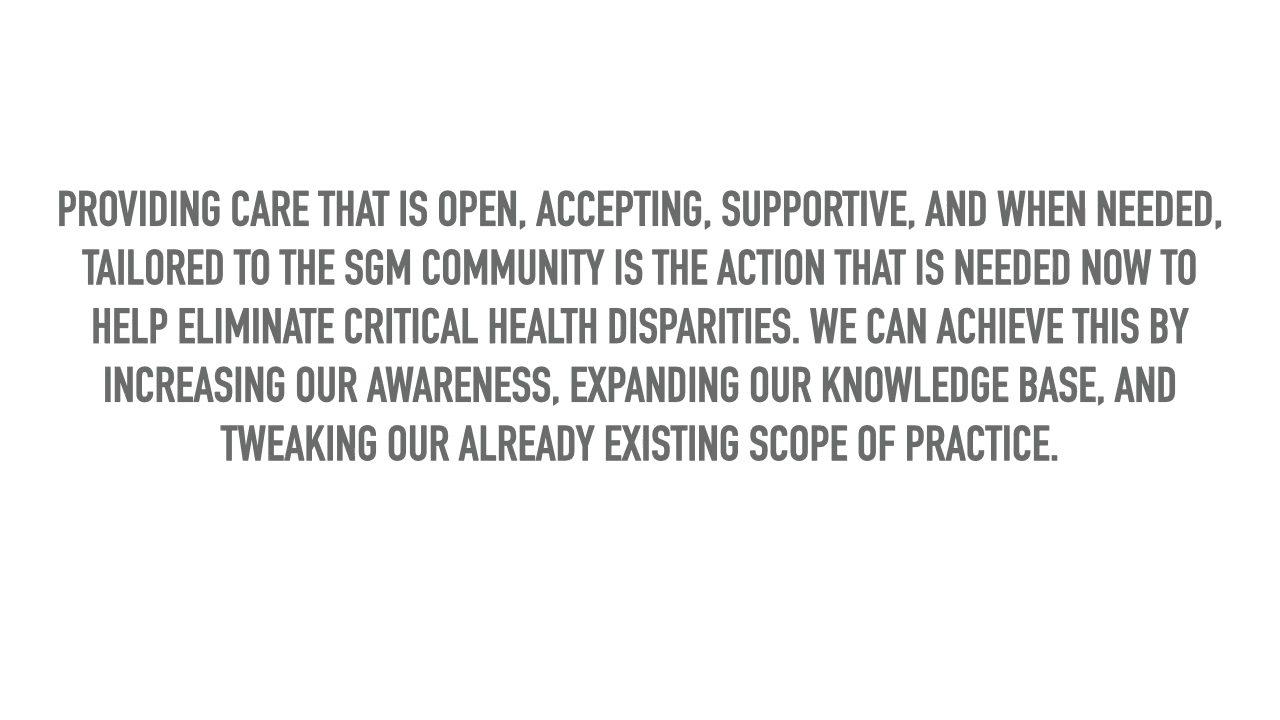 PROVIDING CARE THAT IS OPEN, ACCEPTING, SUPPORTIVE, AND WHEN NEEDED,
TAILORED TO THE SGM COMMUNITY IS THE ACTION THAT IS NEEDED NOW TO
HELP ELIMINATE CRITICAL HEALTH DISPARITIES. WE CAN ACHIEVE THIS BY
INCREASING OUR AWARENESS, EXPANDING OUR KNOWLEDGE BASE, AND
TWEAKING OUR ALREADY EXISTING SCOPE OF PRACTICE.